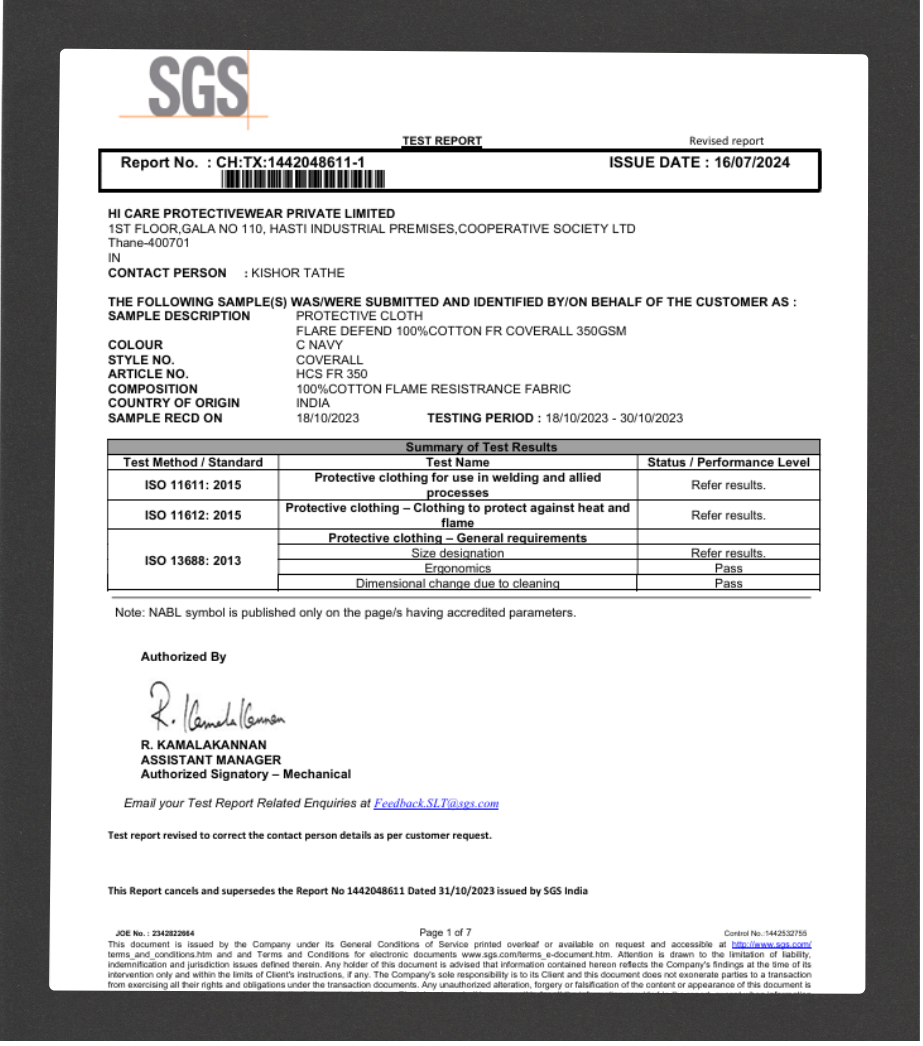 SGS
TEST REPORT
Revised report
Report No. : CH:TX:1442048611-1 ISSUE DATE : 16/07/2024
HI CARE PROTECTIVEWEAR PRIVATE LIMITED
1ST FLOOR,GALA NO 110, HASTI INDUSTRIAL PREMISES,COOPERATIVE SOCIETY LTD
Thane-400701
IN
CONTACT PERSON : KISHOR TATHE
THE FOLLOWING SAMPLE(S) WAS/WERE SUBMITTED AND IDENTIFIED BY/ON BEHALF OF THE CUSTOMER AS :
SAMPLE DESCRIPTION PROTECTIVE CLOTH
FLARE DEFEND 100%COTTON FR COVERALL 350GSM
COLOUR C NAVY
STYLE NO. COVERALL
ARTICLE NO. HCS FR 350
COMPOSITION 100%COTTON FLAME RESISTRANCE FABRIC
COUNTRY OF ORIGIN INDIA
SAMPLE RECD ON 18/10/2023 TESTING PERIOD : 18/10/2023 - 30/10/2023
Summary of Test Results
Test Method / Standard Test Name Status / Performance Level
ISO 11611: 2015 Protective clothing for use in welding and allied
processes Refer results.
ISO 11612: 2015 Protective clothing – Clothing to protect against heat and
flame Refer results.
ISO 13688: 2013 Protective clothing – General requirements
Size designation Refer results.
Ergonomics Pass
Dimensional change due to cleaning Pass
Note: NABL symbol is published only on the page/s having accredited parameters.
Authorized By
R. Kamala Kannan
R. KAMALAKANNAN
ASSISTANT MANAGER
Authorized Signatory – Mechanical
Email your Test Report Related Enquiries at Feedback.SLT@sgs.com
Test report revised to correct the contact person details as per customer request.
This Report cancels and supersedes the Report No 1442048611 Dated 31/10/2023 issued by SGS India
JOE No. : 2342822664 Page 1 of 7 Control No.:1442532755
This document is issued by the Company under its General Conditions of Service printed overleaf or available on request and accessible at http://www.sgs.com/
terms_and_conditions.htm and and Terms and Conditions for electronic documents www.sgs.com/terms_e-document.htm. Attention is drawn to the limitation of liability,
indemnification and jurisdiction issues defined therein. Any holder of this document is advised that information contained hereon reflects the Company's findings at the time of its
intervention only and within the limits of Client's instructions, if any. The Company's sole responsibility is to its Client and this document does not exonerate parties to a transaction
from exercising all their rights and obligations under the transaction documents. Any unauthorized alteration, forgery or falsification of the content or appearance of this document is